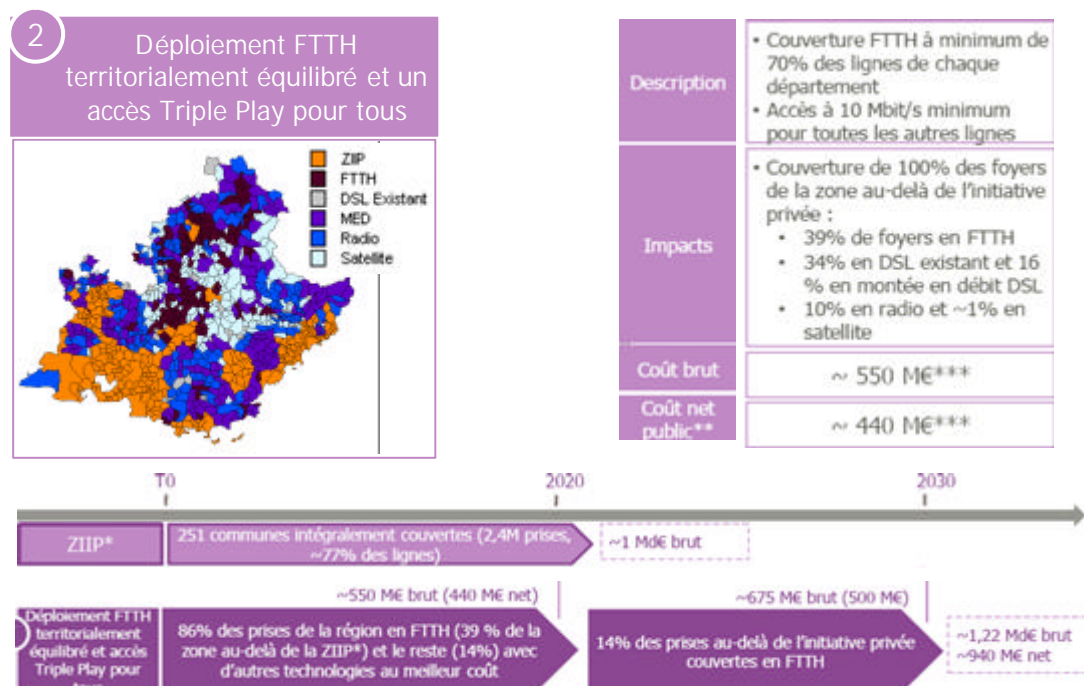 2
Déploiement FTTH
territorialement équilibré et un
accès Triple Play pour tous
ZIIP
FTTH
DSL Existant
MED
Radio
Satellite
Description
• Couverture FTTH à minimum de
70% des lignes de chaque
département
• Accès à 10 Mbit/s minimum
pour toutes les autres lignes
Impacts
• Couverture de 100% des foyers
de la zone au-delà de l'initiative
privée :
• 39% de foyers en FTTH
• 34% en DSL existant et 16
% en montée en débit DSL
• 10% en radio et ~1% en
satellite
Coût brut
~ 550 M€***
Coût net
public**
~ 440 M€***
T0
2020
2030
ZIIP*
251 communes intégralement couvertes (2,4M prises,
~77% des lignes)
~1 Md€ brut
~550 M€ brut (440 M€ net)
~675 M€ brut (500 M€)
Déploiement FTTH
territorialement
équilibré et accès
Triple Play pour
86% des prises de la région en FTTH (39 % de la
zone au-delà de la ZIIP*) et le reste (14%) avec
d'autres technologies au meilleur coût
14% des prises au-delà de l'initiative privée
couvertes en FTTH
~1,22 Md€ brut
~940 M€ net